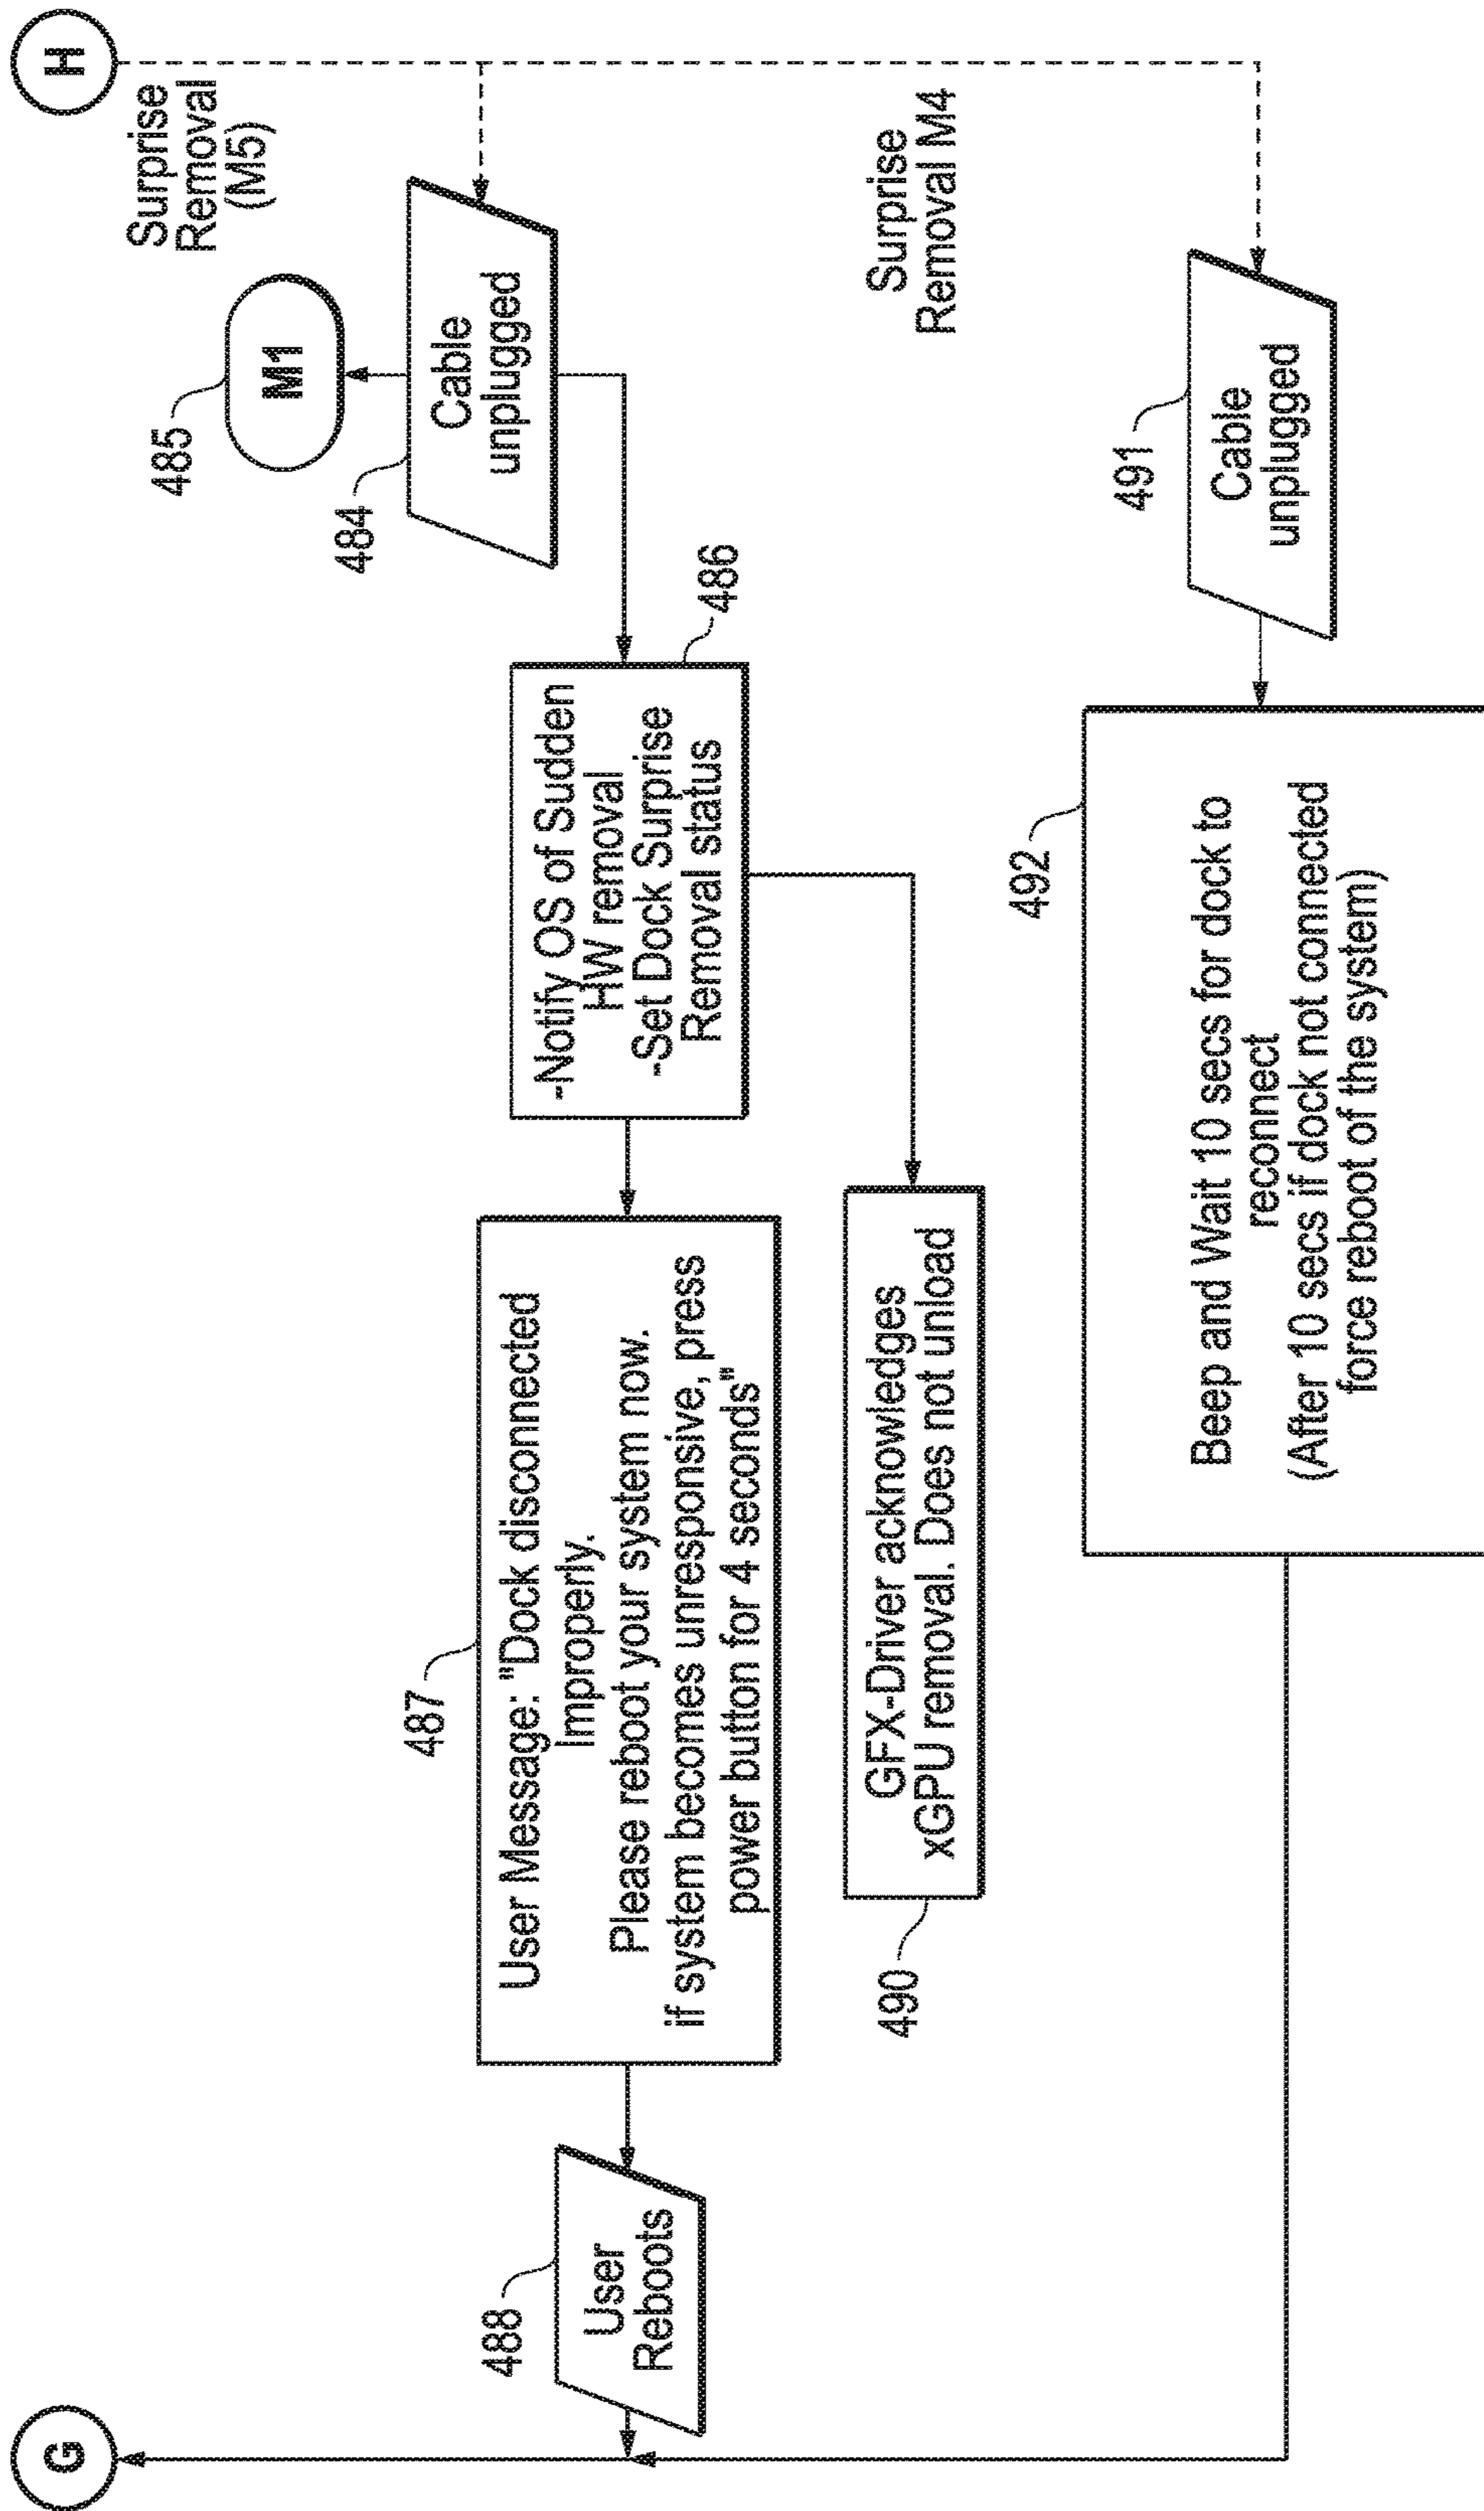 H
Surprise
Removal
(M5)
485
M1
484
Cable
unplugged
486
-Notify OS of Sudden
HW removal
-Set Dock Surprise
Removal status
487
User Message: "Dock disconnected
Improperly.
Please reboot your system now.
if system becomes unresponsive, press
power button for 4 seconds"
488
User
Reboots
G
490
GFX-Driver acknowledges
xGPU removal. Does not unload
Surprise
Removal M4
491
Cable
unplugged
492
Beep and Wait 10 secs for dock to
reconnect
(After 10 secs if dock not connected
force reboot of the system)